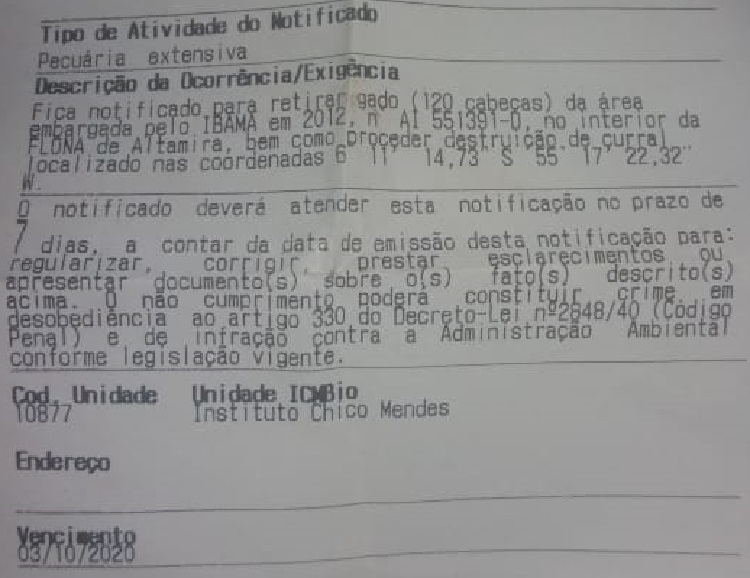 Tipo de Atividade do Notificado
Pecuária extensiva
Descrição da Ocorrência/Exigência
Fica notificado para retirar gado (120 cabeças) da área
embargada pelo IBAMA em 2012, n° AI 551391-D, no interior da
FLONA de Altamira, bem como proceder destruição de curral
localizado nas coordenadas 6° 11' 14,73" S 55° 17' 22,32"
W.
O notificado deverá atender esta notificação no prazo de
7
dias, a contar da data de emissão desta notificação para:
regularizar, corrigir, prestar esclarecimentos ou
apresentar documento(s) sobre o(s) fato(s) descrito(s)
acima. O não cumprimento poderá constituir crime em
desobediência ao artigo 330 do Decreto-Lei nº2848/40 (Código
Penal) e de infração contra a Administração Ambiental
conforme legislação vigente.
Cod. Unidade Unidade ICMBio
10877 Instituto Chico Mendes
Endereço
Vencimento
03/10/2020